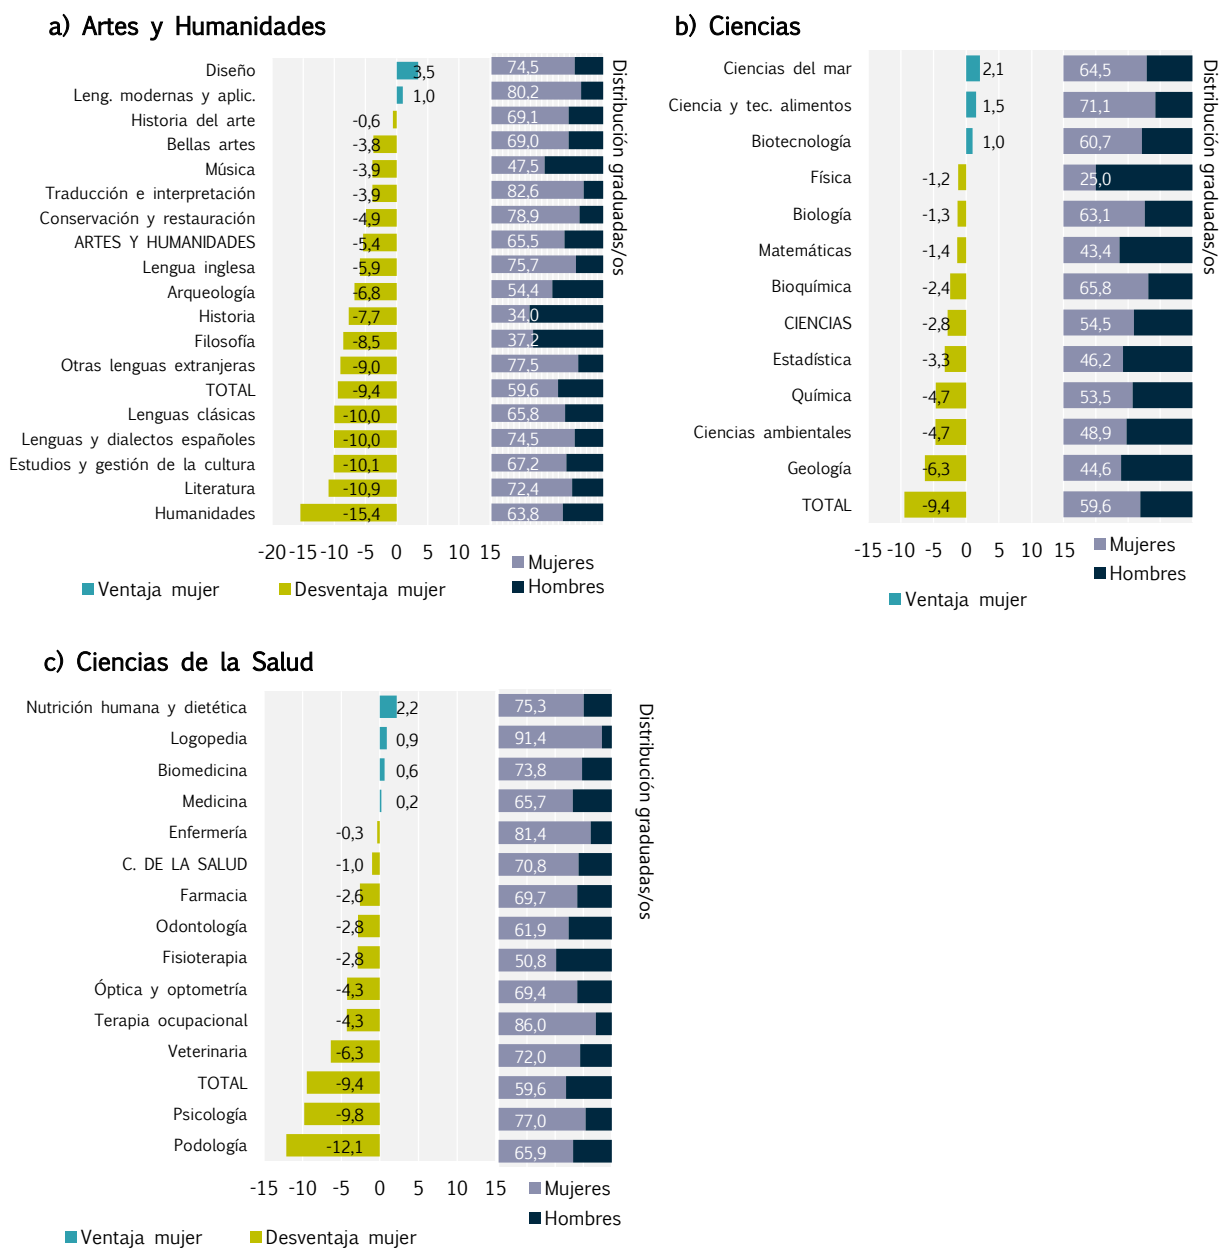 a) Artes y Humanidades
Diseño 3,5 74,5
Leng. modernas y aplic. 1,0 80,2
Historia del arte -0,6 69,1
Bellas artes -3,8 69,0
Música -3,9 47,5
Traducción e interpretación -3,9 82,6
Conservación y restauración -4,9 78,9
ARTES Y HUMANIDADES -5,4 65,5
Lengua inglesa -5,9 75,7
Arqueología -6,8 54,4
Historia -7,7 34,0
Filosofía -8,5 37,2
Otras lenguas extranjeras -9,0 77,5
TOTAL -9,4 59,6
Lenguas clásicas -10,0 65,8
Lenguas y dialectos españoles -10,0 74,5
Estudios y gestión de la cultura -10,1 67,2
Literatura -10,9 72,4
Humanidades -15,4 63,8
Distribución graduadas/os
-20 -15 -10 -5 0 5 10 15
Mujeres
Hombres
Ventaja mujer Desventaja mujer
b) Ciencias
Ciencias del mar 2,1 64,5
Ciencia y tec. alimentos 1,5 71,1
Biotecnología 1,0 60,7
Física -1,2 25,0
Biología -1,3 63,1
Matemáticas -1,4 43,4
Bioquímica -2,4 65,8
CIENCIAS -2,8 54,5
Estadística -3,3 46,2
Química -4,7 53,5
Ciencias ambientales -4,7 48,9
Geología -6,3 44,6
TOTAL -9,4 59,6
Distribución graduadas/os
-15 -10 -5 0 5 10 15
Mujeres
Hombres
Ventaja mujer
c) Ciencias de la Salud
Nutrición humana y dietética 2,2 75,3
Logopedia 0,9 91,4
Biomedicina 0,6 73,8
Medicina 0,2 65,7
Enfermería -0,3 81,4
C. DE LA SALUD -1,0 70,8
Farmacia -2,6 69,7
Odontología -2,8 61,9
Fisioterapia -2,8 50,8
Óptica y optometría -4,3 69,4
Terapia ocupacional -4,3 86,0
Veterinaria -6,3 72,0
TOTAL -9,4 59,6
Psicología -9,8 77,0
Podología -12,1 65,9
Distribución graduadas/os
-15 -10 -5 0 5 10 15
Mujeres
Hombres
Ventaja mujer Desventaja mujer